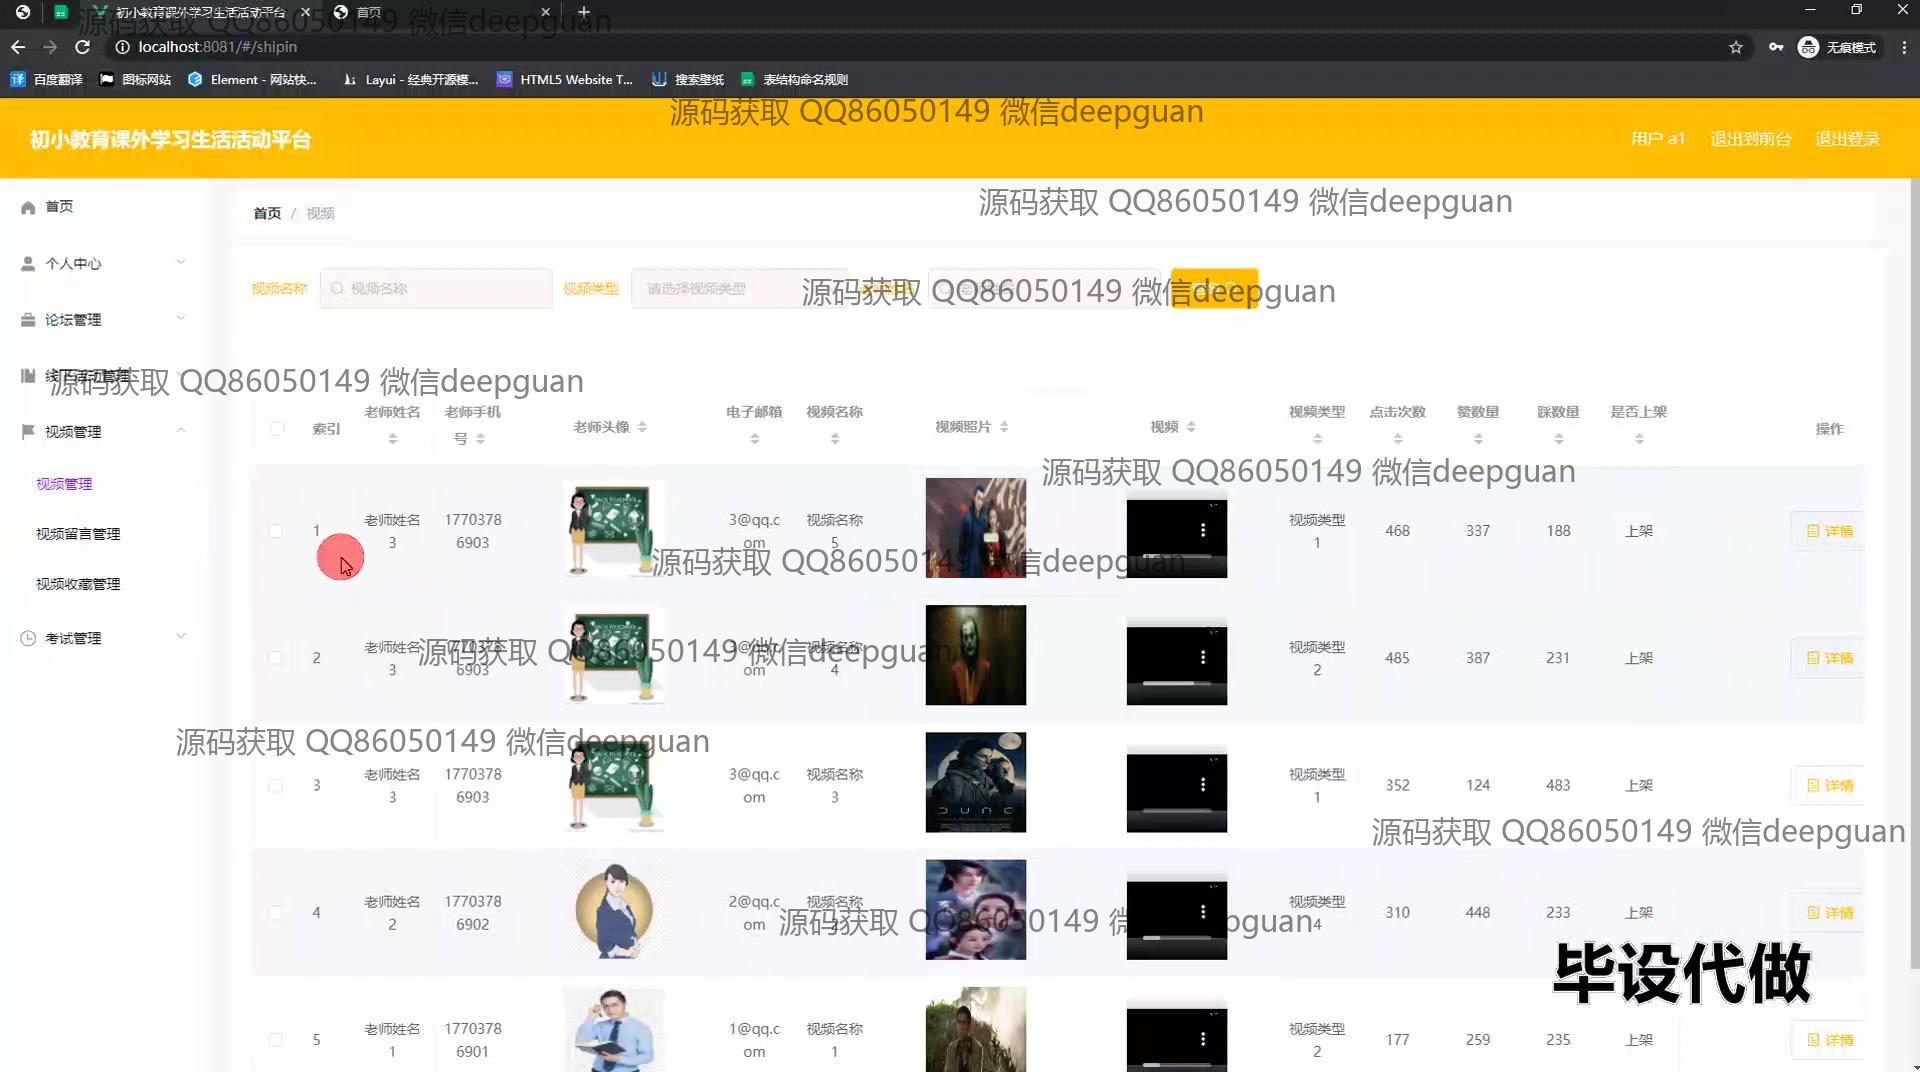 初小教育课外学习生活活动平台
首页
源码获取 QQ86050149 微信deepguan
localhost:8081/#/shipin
无痕模式
百度翻译
图标网站
Element - 网站快...
Layui - 经典开源模...
HTML5 Website T...
搜索壁纸
表结构命名规则
源码获取 QQ86050149 微信deepguan
初小教育课外学习生活活动平台
用户 a1
退出到前台
退出登录
源码获取 QQ86050149 微信deepguan
首页
首页 / 视频
个人中心
视频名称
视频名称
视频类型
请选择视频类型
源码获取 QQ86050149 微信deepguan
论坛管理
线下活动管理
源码获取 QQ86050149 微信deepguan
视频管理
视频管理
视频留言管理
视频收藏管理
考试管理
索引
老师姓名
老师手机号
老师头像
电子邮箱
视频名称
视频照片
视频
视频类型
点击次数
赞数量
踩数量
是否上架
操作
源码获取 QQ86050149 微信deepguan
1 老师姓名3 17703786903 3@qq.com 视频名称5 视频类型1 468 337 188 上架 详情
源码获取 QQ86050149 微信deepguan
2 老师姓名3 17703786903 3@qq.com 视频名称4 视频类型2 485 387 231 上架 详情
源码获取 QQ86050149 微信deepguan
源码获取 QQ86050149 微信deepguan
3 老师姓名3 17703786903 3@qq.com 视频名称3 DUNC 视频类型1 352 124 483 上架 详情
源码获取 QQ86050149 微信deepguan
4 老师姓名2 17703786902 2@qq.com 视频名称2 视频类型4 310 448 233 上架 详情
源码获取 QQ86050149 微信deepguan
毕设代做
5 老师姓名1 17703786901 1@qq.com 视频名称1 视频类型2 177 259 235 上架 详情